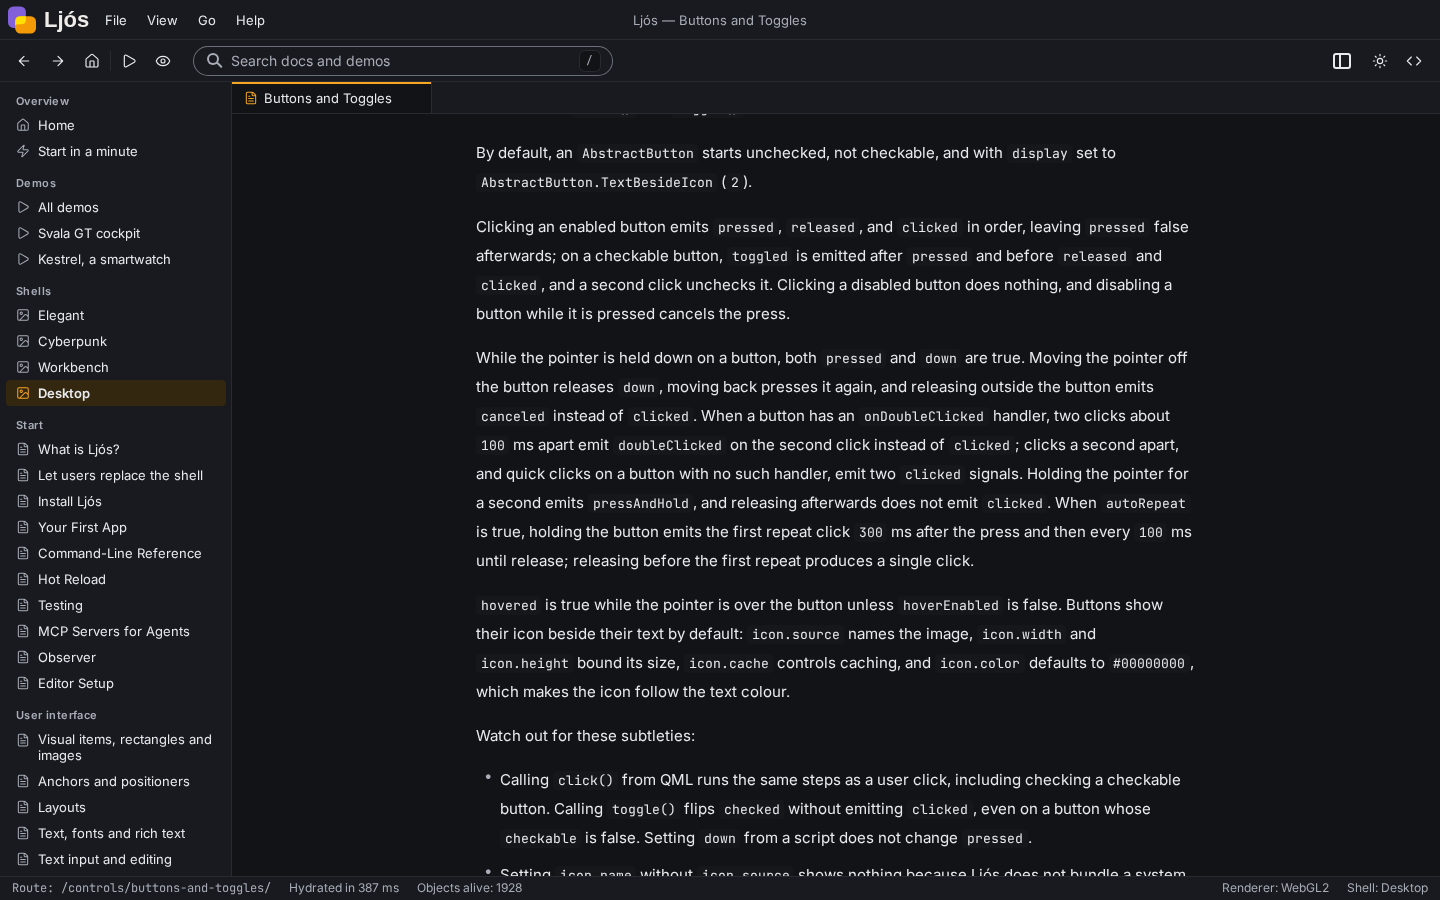 Ljós File View Go Help Ljós — Buttons and Toggles
Search docs and demos /
Overview
Home
Start in a minute
Demos
All demos
Svala GT cockpit
Kestrel, a smartwatch
Shells
Elegant
Cyberpunk
Workbench
Desktop
Start
What is Ljós?
Let users replace the shell
Install Ljós
Your First App
Command-Line Reference
Hot Reload
Testing
MCP Servers for Agents
Observer
Editor Setup
User interface
Visual items, rectangles and
images
Anchors and positioners
Layouts
Text, fonts and rich text
Text input and editing
Buttons and Toggles
By default, an AbstractButton starts unchecked, not checkable, and with display set to
AbstractButton.TextBesideIcon (2).
Clicking an enabled button emits pressed, released, and clicked in order, leaving pressed false
afterwards; on a checkable button, toggled is emitted after pressed and before released and
clicked, and a second click unchecks it. Clicking a disabled button does nothing, and disabling a
button while it is pressed cancels the press.
While the pointer is held down on a button, both pressed and down are true. Moving the pointer off
the button releases down, moving back presses it again, and releasing outside the button emits
canceled instead of clicked. When a button has an onDoubleClicked handler, two clicks about
100 ms apart emit doubleClicked on the second click instead of clicked; clicks a second apart,
and quick clicks on a button with no such handler, emit two clicked signals. Holding the pointer for
a second emits pressAndHold, and releasing afterwards does not emit clicked. When autoRepeat
is true, holding the button emits the first repeat click 300 ms after the press and then every 100 ms
until release; releasing before the first repeat produces a single click.
hovered is true while the pointer is over the button unless hoverEnabled is false. Buttons show
their icon beside their text by default: icon.source names the image, icon.width and
icon.height bound its size, icon.cache controls caching, and icon.color defaults to #00000000,
which makes the icon follow the text colour.
Watch out for these subtleties:
• Calling click() from QML runs the same steps as a user click, including checking a checkable
button. Calling toggle() flips checked without emitting clicked, even on a button whose
checkable is false. Setting down from a script does not change pressed.
• Setting icon.name without icon.source shows nothing because Ljós does not bundle a system
Route: /controls/buttons-and-toggles/ Hydrated in 387 ms Objects alive: 1928 Renderer: WebGL2 Shell: Desktop